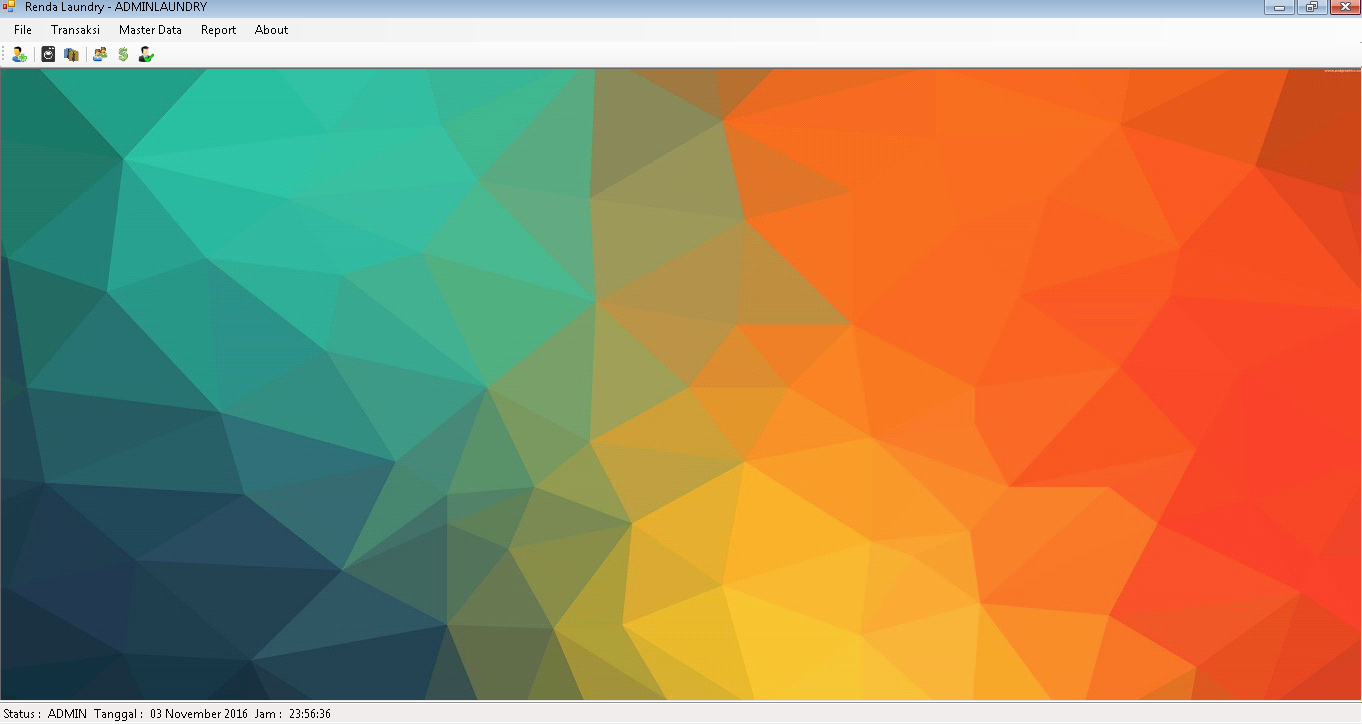 Renda Laundry - ADMINLAUNDRY
File Transaksi Master Data Report About
Status : ADMIN Tanggal : 03 November 2016 Jam : 23:56:36